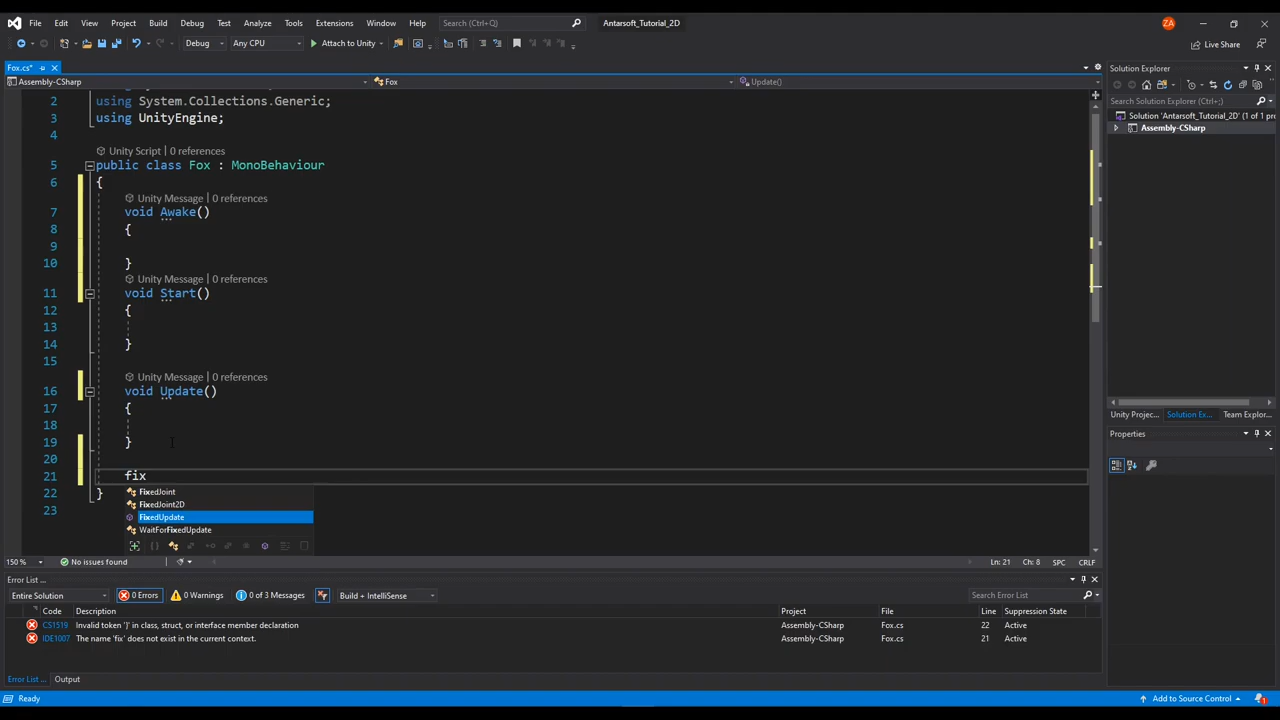 File Edit View Project Build Debug Test Analyze Tools Extensions Window Help Search (Ctrl+Q) Antarsoft_Tutorial_2D ZA
Debug Any CPU Attach to Unity Live Share
Fox.cs*
Assembly-CSharp Fox Update()
2 using System.Collections.Generic;
3 using UnityEngine;
4
Unity Script | 0 references
5 public class Fox : MonoBehaviour
6 {
Unity Message | 0 references
7 void Awake()
8 {
9
10 }
Unity Message | 0 references
11 void Start()
12 {
13
14 }
15
Unity Message | 0 references
16 void Update()
17 {
18
19 }
20
21 fix
22 }
23
FixedJoint
FixedJoint2D
FixedUpdate
WaitForFixedUpdate
150 % No issues found Ln: 21 Ch: 8 SPC CRLF
Error List ...
Entire Solution 0 Errors 0 Warnings 0 of 3 Messages Build + IntelliSense Search Error List
Code Description Project File Line Suppression State
CS1519 Invalid token '}' in class, struct, or interface member declaration Assembly-CSharp Fox.cs 22 Active
IDE1007 The name 'fix' does not exist in the current context. Assembly-CSharp Fox.cs 21 Active
Error List ... Output
Ready Add to Source Control 1
Solution Explorer
Search Solution Explorer (Ctrl+;)
Solution 'Antarsoft_Tutorial_2D' (1 of 1 pr
Assembly-CSharp
Unity Projec... Solution Ex... Team Explor...
Properties